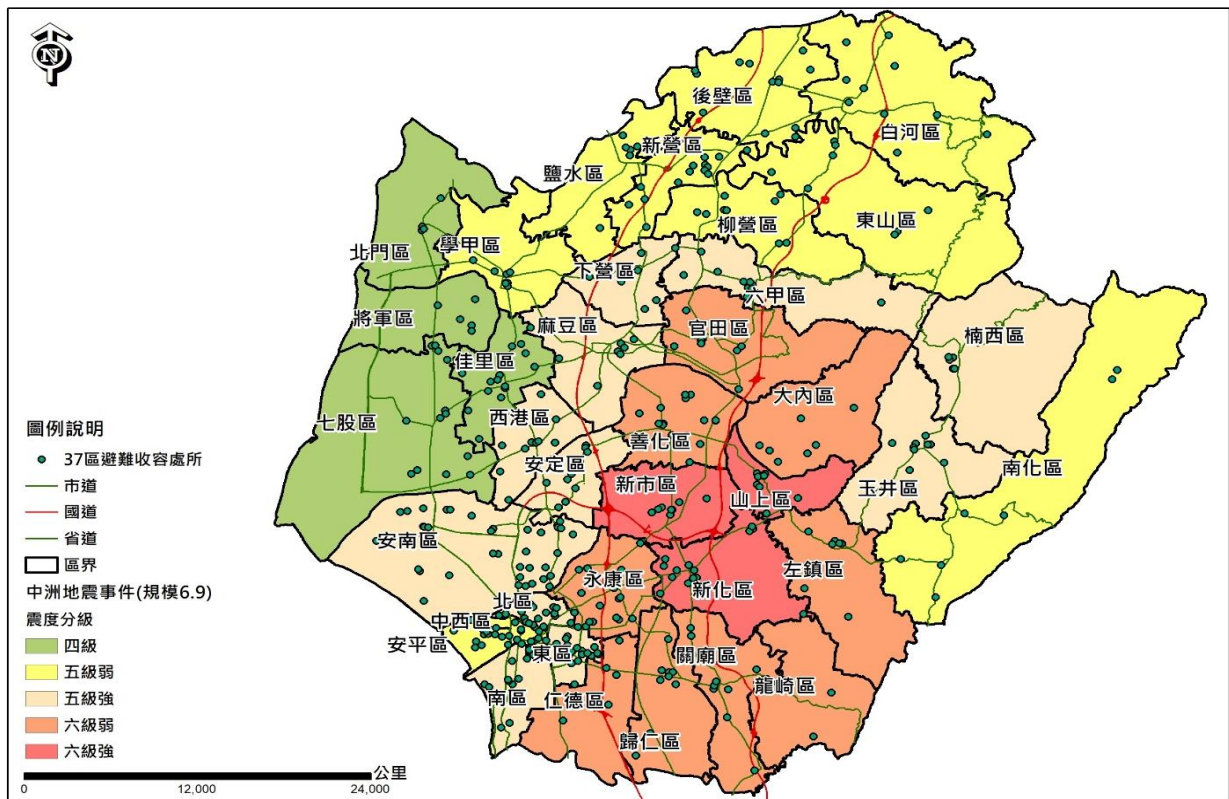 N
後壁區
白河區
新營區
鹽水區
東山區
柳營區
學甲區
北門區
下營區
六甲區
將軍區
麻豆區
官田區
楠西區
佳里區
大內區
七股區
西港區
善化區
安定區
南化區
新市區
山上區
玉井區
安南區
左鎮區
永康區
新化區
北區
中西區
安平區
東區
關廟區
龍崎區
南區
仁德區
歸仁區
圖例說明
37區避難收容處所
市道
國道
省道
區界
中洲地震事件(規模6.9)
震度分級
四級
五級弱
五級強
六級弱
六級強
公里
0 12,000 24,000